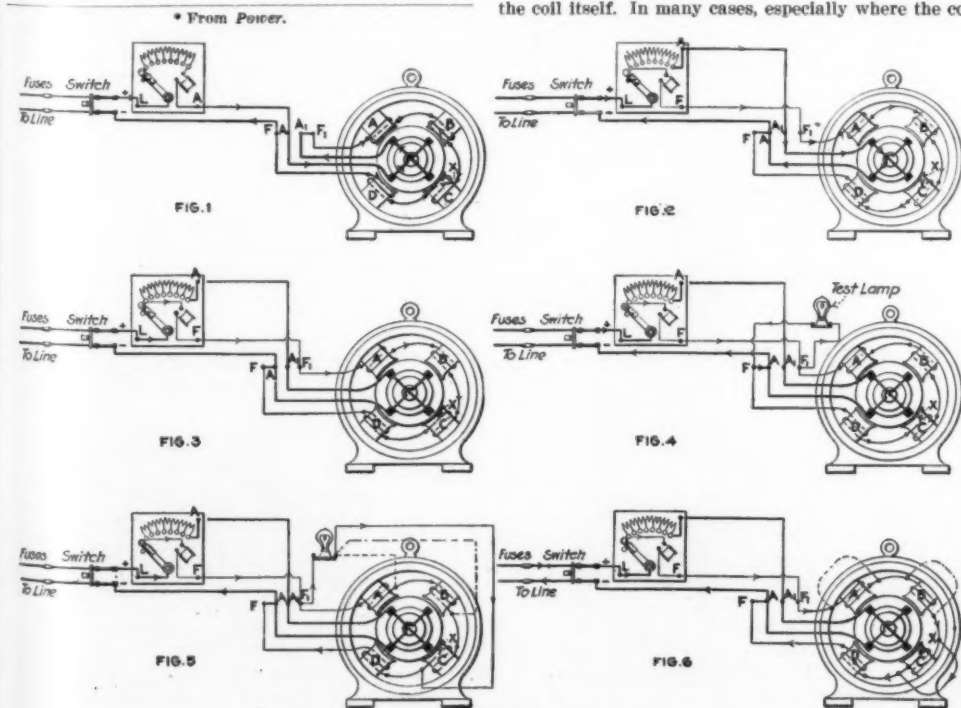 * From Power.
the coil itself. In many cases, especially where the co
Fuses Switch + L A
To Line -
F A A₁ F₁
A B X C D
FIG.1
Fuses Switch + L F
To Line -
F A A₁ F₁
A B X C D
FIG.2
Fuses Switch + L F A
To Line -
F A A₁ F₁
A B X C D
FIG.3
Fuses Switch + L F A
To Line -
F A A₁ F₁
Test Lamp
A B X C D
FIG.4
Fuses Switch + L F A
To Line -
F A F₁
A B X C D
FIG.5
Fuses Switch + L F
To Line -
F A A₁ F₁
A B X C D
FIG.6